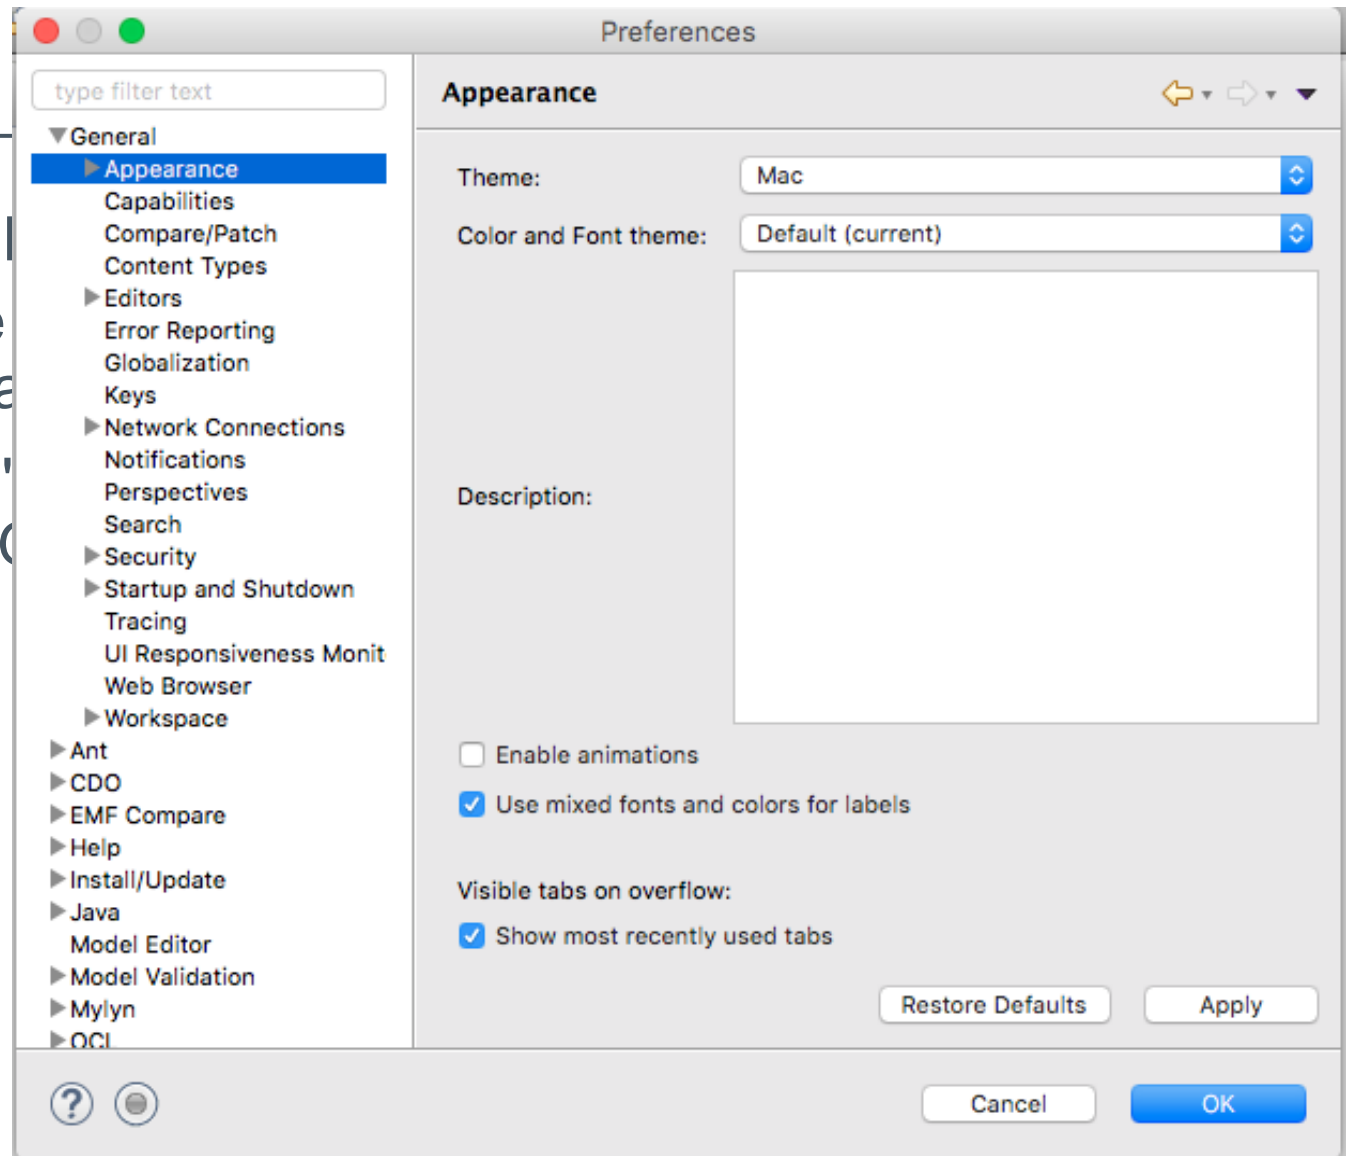 Preferences
type filter text
General
Appearance
Capabilities
Compare/Patch
Content Types
Editors
Error Reporting
Globalization
Keys
Network Connections
Notifications
Perspectives
Search
Security
Startup and Shutdown
Tracing
UI Responsiveness Monit
Web Browser
Workspace
Ant
CDO
EMF Compare
Help
Install/Update
Java
Model Editor
Model Validation
Mylyn
OCL
Appearance
Theme: Mac
Color and Font theme: Default (current)
Description:
Enable animations
Use mixed fonts and colors for labels
Visible tabs on overflow:
Show most recently used tabs
Restore Defaults Apply
Cancel OK